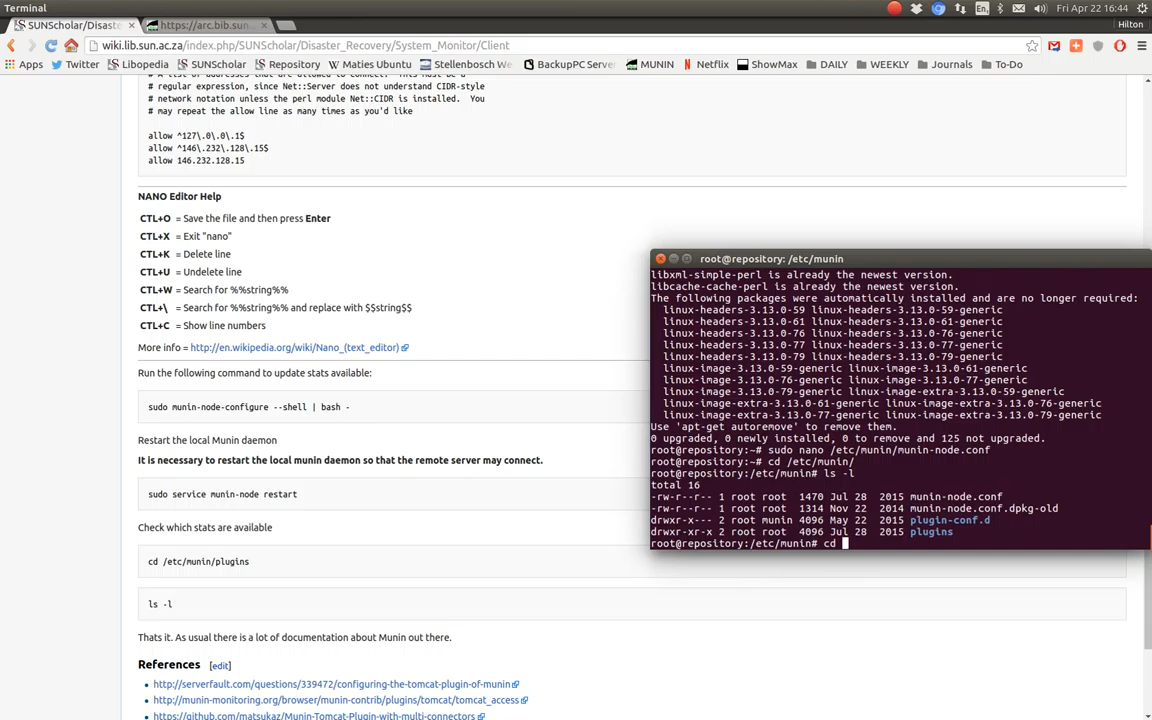 Terminal
En
Fri Apr 22 16:44
SUNScholar/Disaste
https://arc.bib.sun
Hilton
wiki.lib.sun.ac.za/index.php/SUNScholar/Disaster_Recovery/System_Monitor/Client
Apps
Twitter
Libopedia
SUNScholar
Repository
Maties Ubuntu
Stellenbosch We
BackupPC Server
MUNIN
Netflix
ShowMax
DAILY
WEEKLY
Journals
To-Do
# A list of addresses that are allowed to connect.  This must be a
# regular expression, since Net::Server does not understand CIDR-style
# network notation unless the perl module Net::CIDR is installed.  You
# may repeat the allow line as many times as you'd like
allow ^127\.0\.0\.1$
allow ^146\.232\.128\.15$
allow 146.232.128.15
NANO Editor Help
CTL+O = Save the file and then press Enter
CTL+X = Exit "nano"
CTL+K = Delete line
CTL+U = Undelete line
CTL+W = Search for %%string%%
CTL+\ = Search for %%string%% and replace with $$string$$
CTL+C = Show line numbers
More info = http://en.wikipedia.org/wiki/Nano_(text_editor)
Run the following command to update stats available:
sudo munin-node-configure --shell | bash -
Restart the local Munin daemon
It is necessary to restart the local munin daemon so that the remote server may connect.
sudo service munin-node restart
Check which stats are available
cd /etc/munin/plugins
ls -l
Thats it. As usual there is a lot of documentation about Munin out there.
References [edit]
http://serverfault.com/questions/339472/configuring-the-tomcat-plugin-of-munin
http://munin-monitoring.org/browser/munin-contrib/plugins/tomcat/tomcat_access
https://github.com/matsukaz/Munin-Tomcat-Plugin-with-multi-connectors
root@repository: /etc/munin
libxml-simple-perl is already the newest version.
libcache-cache-perl is already the newest version.
The following packages were automatically installed and are no longer required:
linux-headers-3.13.0-59 linux-headers-3.13.0-59-generic
linux-headers-3.13.0-61 linux-headers-3.13.0-61-generic
linux-headers-3.13.0-76 linux-headers-3.13.0-76-generic
linux-headers-3.13.0-77 linux-headers-3.13.0-77-generic
linux-headers-3.13.0-79 linux-headers-3.13.0-79-generic
linux-image-3.13.0-59-generic linux-image-3.13.0-61-generic
linux-image-3.13.0-76-generic linux-image-3.13.0-77-generic
linux-image-3.13.0-79-generic linux-image-extra-3.13.0-59-generic
linux-image-extra-3.13.0-61-generic linux-image-extra-3.13.0-76-generic
linux-image-extra-3.13.0-77-generic linux-image-extra-3.13.0-79-generic
Use 'apt-get autoremove' to remove them.
0 upgraded, 0 newly installed, 0 to remove and 125 not upgraded.
root@repository:~# sudo nano /etc/munin/munin-node.conf
root@repository:~# cd /etc/munin/
root@repository:/etc/munin# ls -l
total 16
-rw-r--r-- 1 root root  1470 Jul 28  2015 munin-node.conf
-rw-r--r-- 1 root root  1314 Nov 22  2014 munin-node.conf.dpkg-old
drwxr-x--- 2 root munin 4096 May 22  2015 plugin-conf.d
drwxr-xr-x 2 root root  4096 Jul 28  2015 plugins
root@repository:/etc/munin# cd